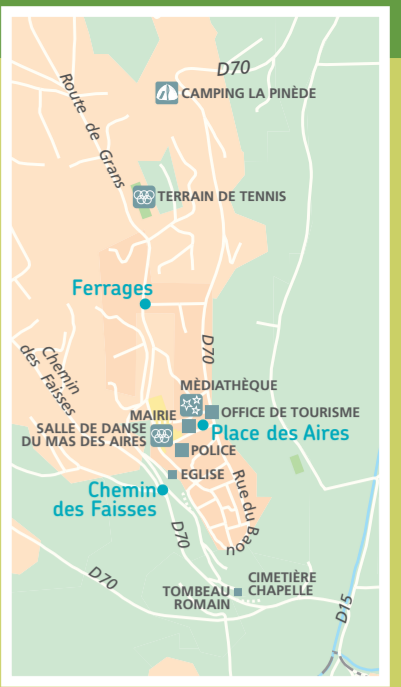 D70
CAMPING LA PINÈDE
Route de Grans
TERRAIN DE TENNIS
Ferrages
D70
Chemin
des Faisses
MÈDIATHÈQUE
MAIRIE
OFFICE DE TOURISME
SALLE DE DANSE
DU MAS DES AIRES
Place des Aires
POLICE
EGLISE
Chemin
des Faisses
Rue du Baou
D70
D70
CIMETIÈRE
CHAPELLE
TOMBEAU
ROMAIN
D15